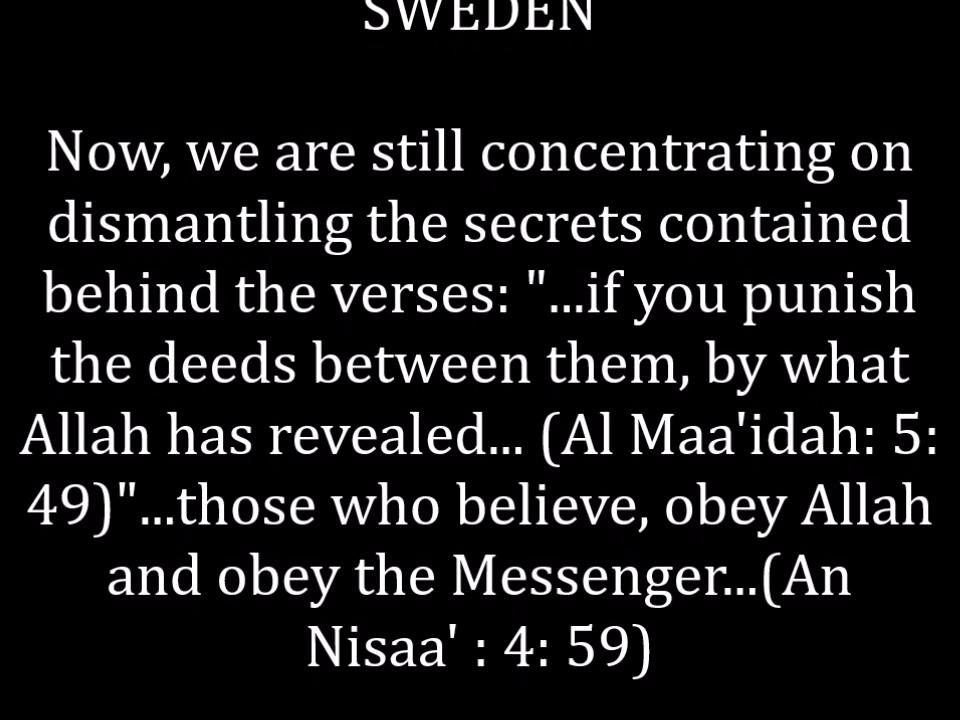 SWEDEN
Now, we are still concentrating on
dismantling the secrets contained
behind the verses: "...if you punish
the deeds between them, by what
Allah has revealed... (Al Maa'idah: 5:
49)"...those who believe, obey Allah
and obey the Messenger...(An
Nisaa' : 4: 59)